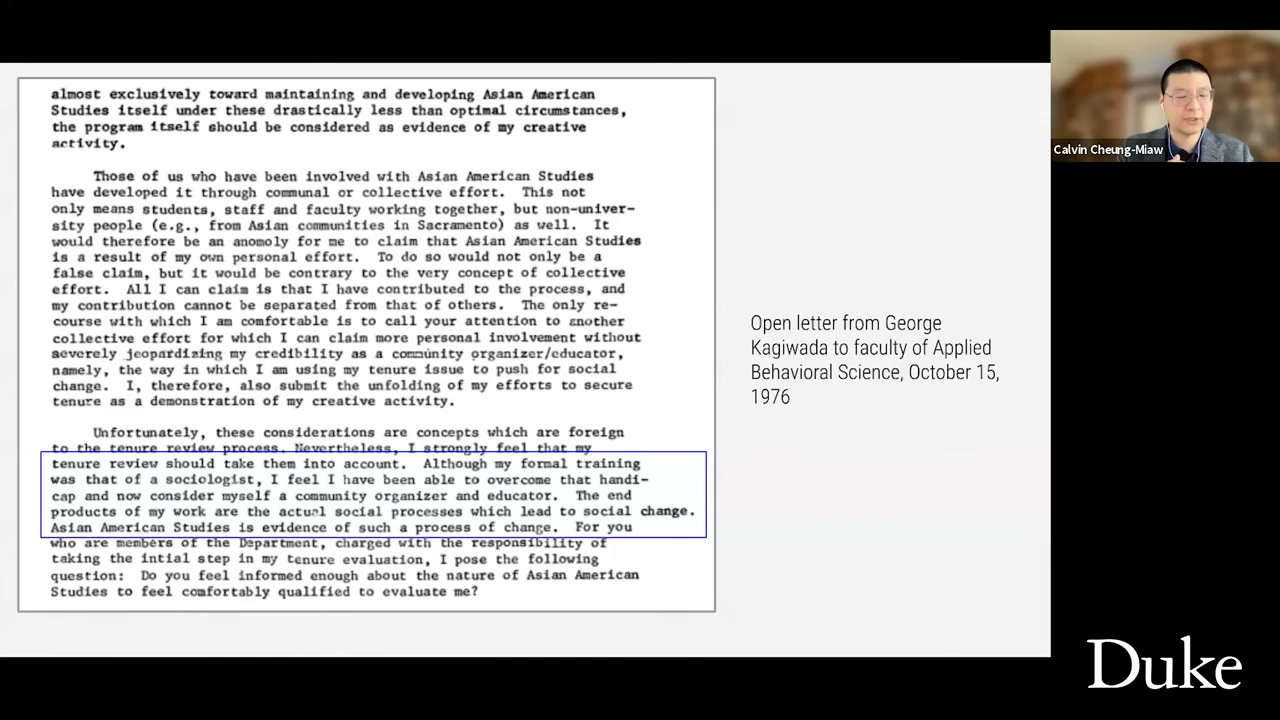 almost exclusively toward maintaining and developing Asian American
Studies itself under these drastically less than optimal circumstances,
the program itself should be considered as evidence of my creative
activity.
Those of us who have been involved with Asian American Studies
have developed it through communal or collective effort. This not
only means students, staff and faculty working together, but non-univer-
sity people (e.g., from Asian communities in Sacramento) as well. It
would therefore be an anomoly for me to claim that Asian American Studies
is a result of my own personal effort. To do so would not only be a
false claim, but it would be contrary to the very concept of collective
effort. All I can claim is that I have contributed to the process, and
my contribution cannot be separated from that of others. The only re-
course with which I am comfortable is to call your attention to another
collective effort for which I can claim more personal involvement without
severely jeopardizing my credibility as a community organizer/educator,
namely, the way in which I am using my tenure issue to push for social
change. I, therefore, also submit the unfolding of my efforts to secure
tenure as a demonstration of my creative activity.
Unfortunately, these considerations are concepts which are foreign
to the tenure review process. Nevertheless, I strongly feel that my
tenure review should take them into account. Although my formal training
was that of a sociologist, I feel I have been able to overcome that handi-
cap and now consider myself a community organizer and educator. The end
products of my work are the actual social processes which lead to social change.
Asian American Studies is evidence of such a process of change. For you
who are members of the Department, charged with the responsibility of
taking the intial step in my tenure evaluation, I pose the following
question: Do you feel informed enough about the nature of Asian American
Studies to feel comfortably qualified to evaluate me?
Open letter from George
Kagiwada to faculty of Applied
Behavioral Science, October 15,
1976
Calvin Cheung-Miaw
Duke